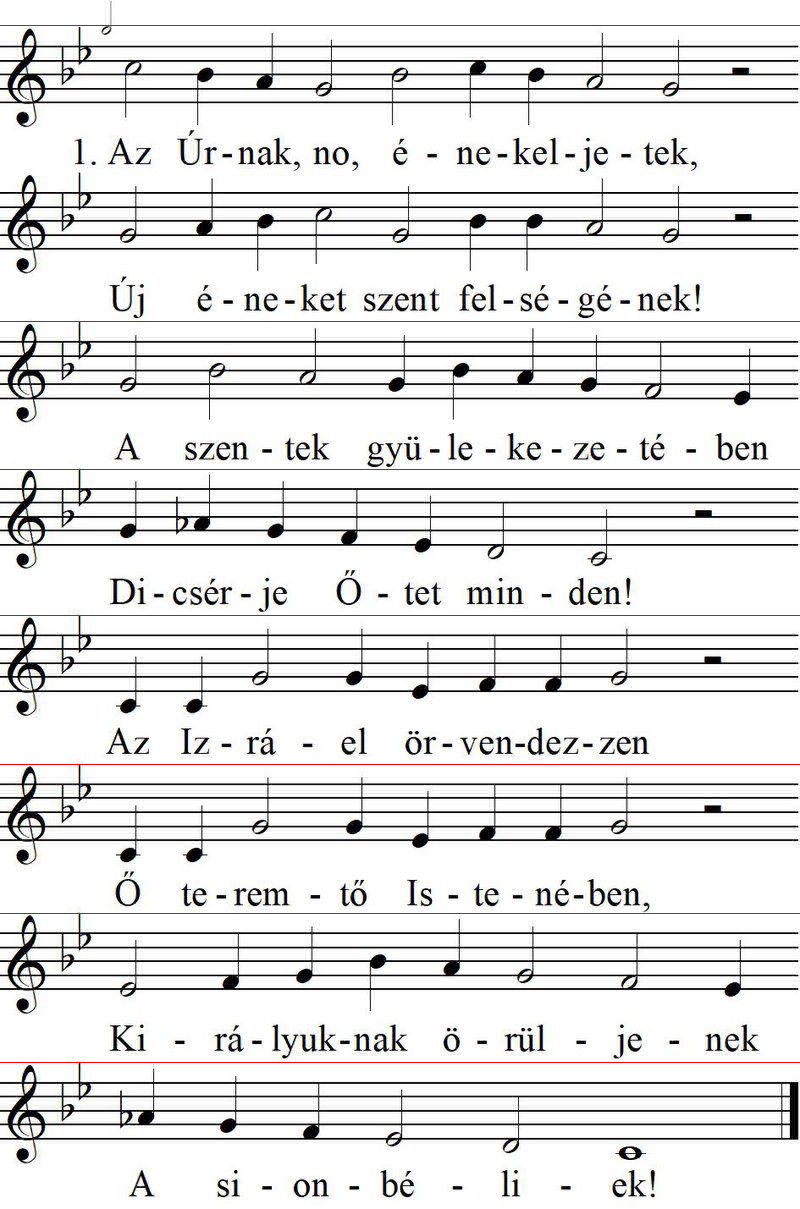 1. Az Úr-nak, no, é - ne-kel-je - tek,
Új é - ne-ket szent fel-sé-gé-nek!
A szen - tek gyü-le - ke - ze - té - ben
Di-csér-je Ő - tet min - den!
Az Iz - rá - el ör-ven-dez-zen
Ő te-rem - tő Is - te - né-ben,
Ki - rá-lyuk-nak ö - rül - je - nek
A si - on - bé - li - ek!